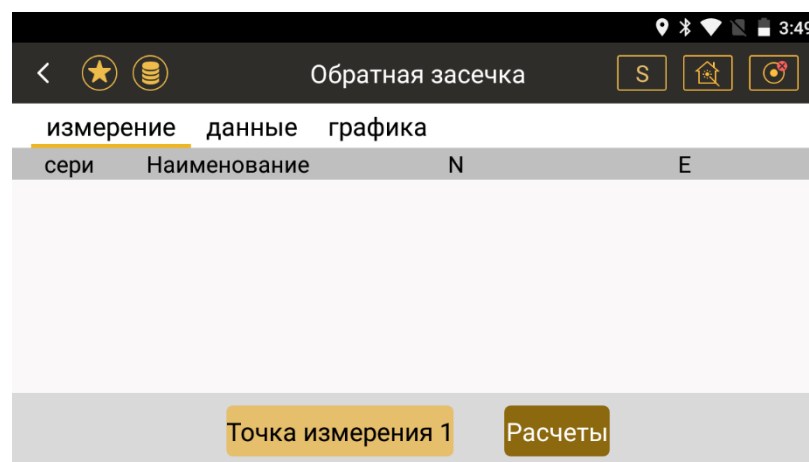 3:49
Обратная засечка
S
измерение данные графика
сери Наименование N E
Точка измерения 1 Расчеты